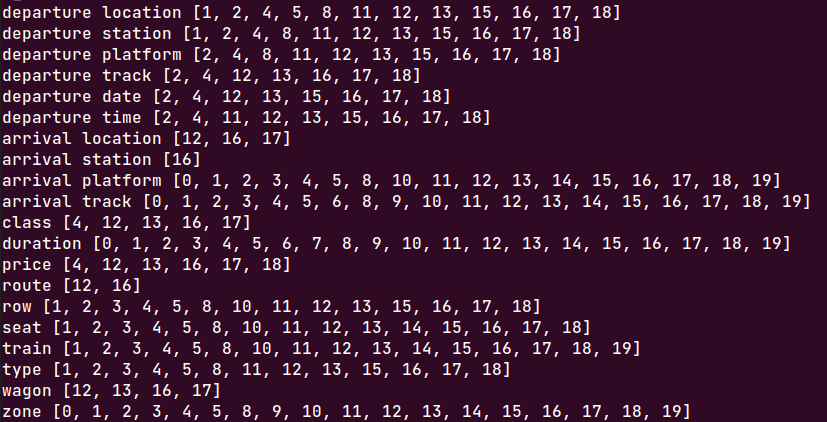 departure location [1, 2, 4, 5, 8, 11, 12, 13, 15, 16, 17, 18]
departure station [1, 2, 4, 8, 11, 12, 13, 15, 16, 17, 18]
departure platform [2, 4, 8, 11, 12, 13, 15, 16, 17, 18]
departure track [2, 4, 12, 13, 16, 17, 18]
departure date [2, 4, 12, 13, 15, 16, 17, 18]
departure time [2, 4, 11, 12, 13, 15, 16, 17, 18]
arrival location [12, 16, 17]
arrival station [16]
arrival platform [0, 1, 2, 3, 4, 5, 8, 10, 11, 12, 13, 14, 15, 16, 17, 18, 19]
arrival track [0, 1, 2, 3, 4, 5, 6, 8, 9, 10, 11, 12, 13, 14, 15, 16, 17, 18, 19]
class [4, 12, 13, 16, 17]
duration [0, 1, 2, 3, 4, 5, 6, 7, 8, 9, 10, 11, 12, 13, 14, 15, 16, 17, 18, 19]
price [4, 12, 13, 16, 17, 18]
route [12, 16]
row [1, 2, 3, 4, 5, 8, 10, 11, 12, 13, 15, 16, 17, 18]
seat [1, 2, 3, 4, 5, 8, 10, 11, 12, 13, 14, 15, 16, 17, 18]
train [1, 2, 3, 4, 5, 8, 10, 11, 12, 13, 14, 15, 16, 17, 18, 19]
type [1, 2, 3, 4, 5, 8, 11, 12, 13, 15, 16, 17, 18]
wagon [12, 13, 16, 17]
zone [0, 1, 2, 3, 4, 5, 8, 9, 10, 11, 12, 13, 14, 15, 16, 17, 18, 19]